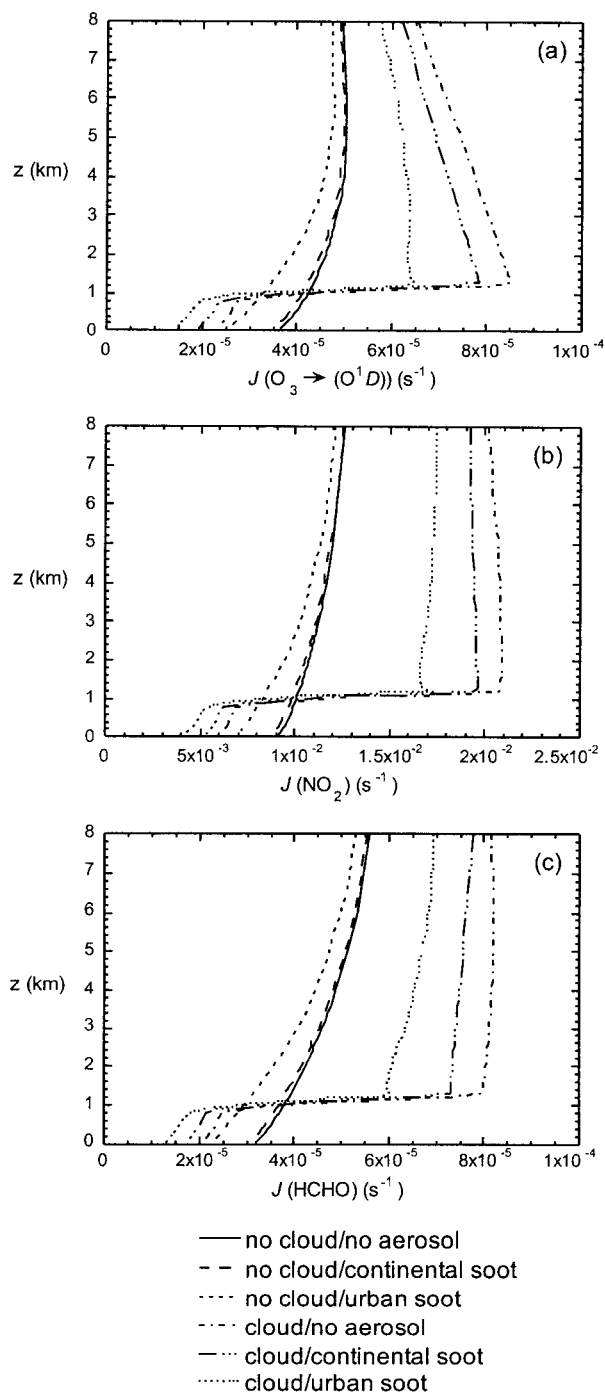 8
(a)
7
6
5
z (km)
4
3
2
1
0
0 2x10⁻⁵ 4x10⁻⁵ 6x10⁻⁵ 8x10⁻⁵ 1x10⁻⁴
J (O₃ → (O¹D)) (s⁻¹)
8
(b)
7
6
5
z (km)
4
3
2
1
0
0 5x10⁻³ 1x10⁻² 1.5x10⁻² 2x10⁻² 2.5x10⁻²
J (NO₂) (s⁻¹)
8
(c)
7
6
5
z (km)
4
3
2
1
0
0 2x10⁻⁵ 4x10⁻⁵ 6x10⁻⁵ 8x10⁻⁵ 1x10⁻⁴
J (HCHO) (s⁻¹)
no cloud/no aerosol
no cloud/continental soot
no cloud/urban soot
cloud/no aerosol
cloud/continental soot
cloud/urban soot